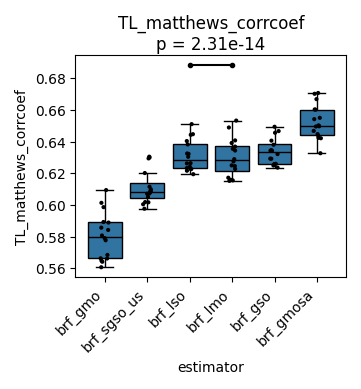 TL_matthews_corrcoef
p = 2.31e-14
TL_matthews_corrcoef
0.68
0.66
0.64
0.62
0.60
0.58
0.56
brf_gmo
brf_sgso_us
brf_lso
brf_lmo
brf_gso
brf_gmosa
estimator